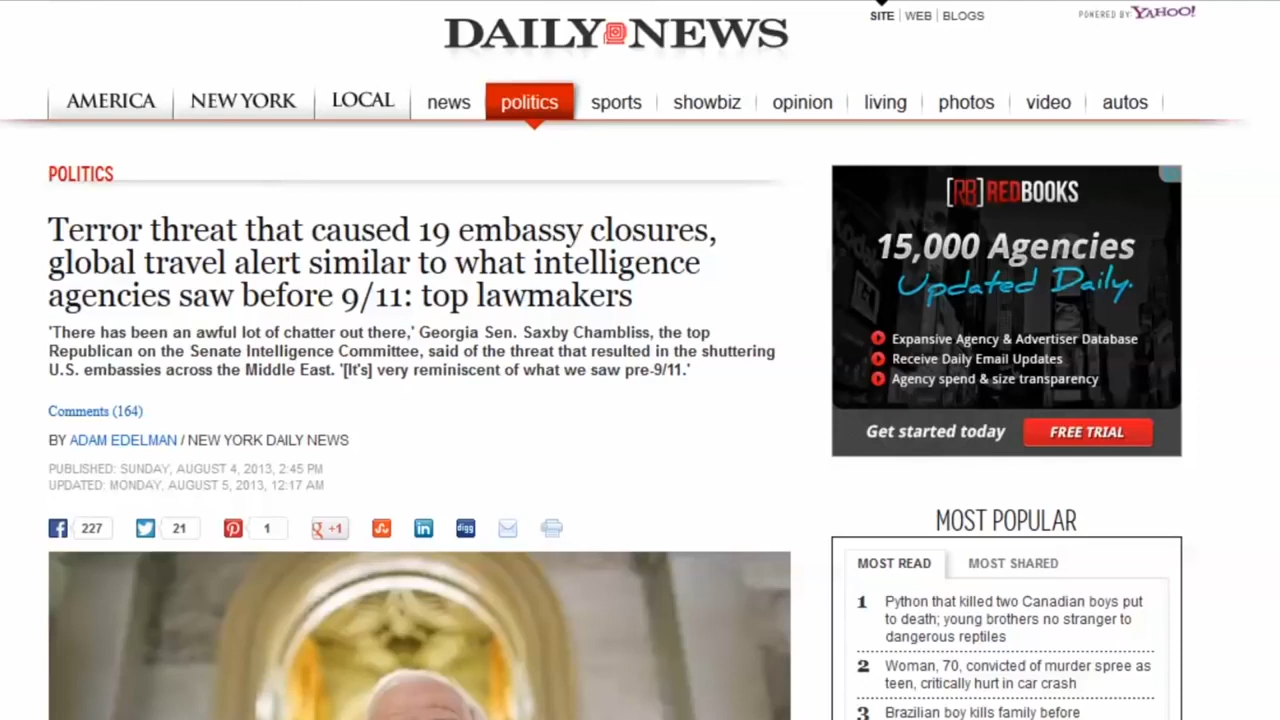 SITE WEB BLOGS
POWERED BY: YAHOO!
DAILY NEWS
AMERICA NEW YORK LOCAL news politics sports showbiz opinion living photos video autos
POLITICS
Terror threat that caused 19 embassy closures,
global travel alert similar to what intelligence
agencies saw before 9/11: top lawmakers
'There has been an awful lot of chatter out there,' Georgia Sen. Saxby Chambliss, the top
Republican on the Senate Intelligence Committee, said of the threat that resulted in the shuttering
U.S. embassies across the Middle East. '[It's] very reminiscent of what we saw pre-9/11.'
Comments (164)
BY ADAM EDELMAN / NEW YORK DAILY NEWS
PUBLISHED: SUNDAY, AUGUST 4, 2013, 2:45 PM
UPDATED: MONDAY, AUGUST 5, 2013, 12:17 AM
227 21 1 g +1 in digg
[RB] REDBOOKS
15,000 Agencies
Updated Daily.
Expansive Agency & Advertiser Database
Receive Daily Email Updates
Agency spend & size transparency
Get started today FREE TRIAL
MOST POPULAR
MOST READ MOST SHARED
1 Python that killed two Canadian boys put
to death; young brothers no stranger to
dangerous reptiles
2 Woman, 70, convicted of murder spree as
teen, critically hurt in car crash
3 Brazilian boy kills family before